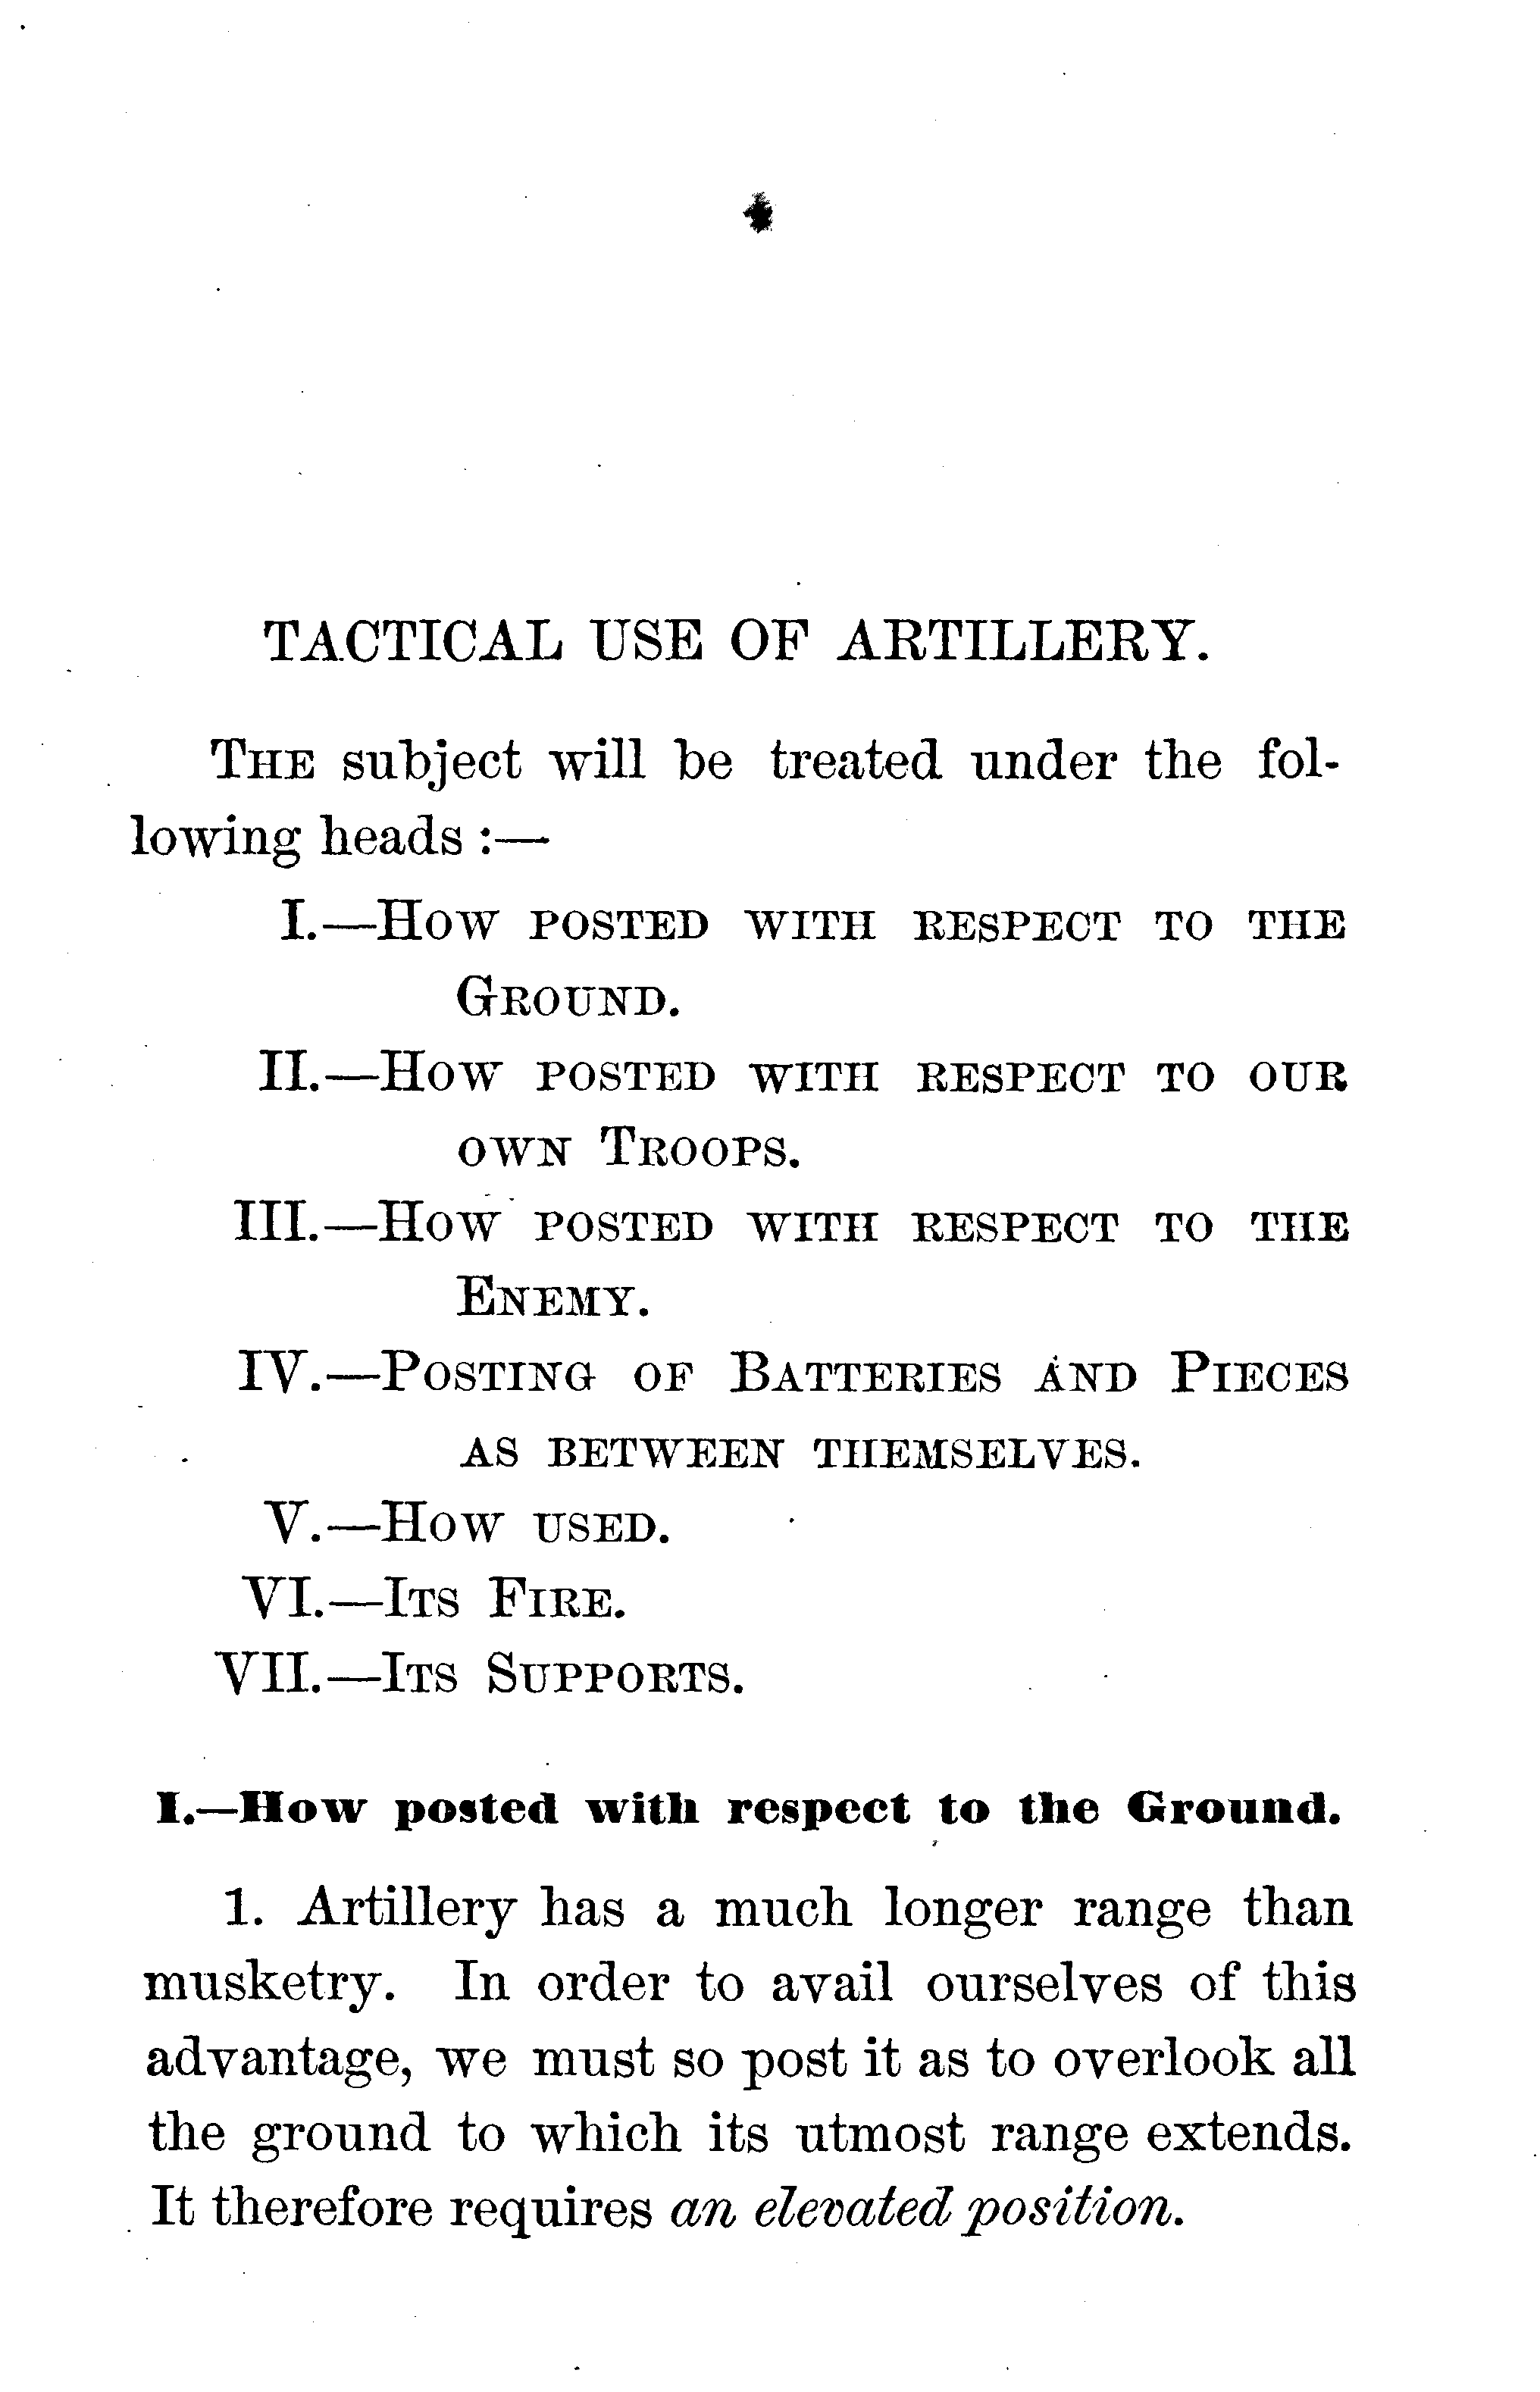 TACTICAL USE OF ARTILLERY.
THE subject will be treated under the fol-
lowing heads :—
I.—HOW POSTED WITH RESPECT TO THE
GROUND.
II.—HOW POSTED WITH RESPECT TO OUR
OWN TROOPS.
III.—HOW POSTED WITH RESPECT TO THE
ENEMY.
IV.—POSTING OF BATTERIES AND PIECES
AS BETWEEN THEMSELVES.
V.—HOW USED.
VI.—ITS FIRE.
VII.—ITS SUPPORTS.
I.—How posted with respect to the Ground.
1. Artillery has a much longer range than
musketry. In order to avail ourselves of this
advantage, we must so post it as to overlook all
the ground to which its utmost range extends.
It therefore requires an elevated position.